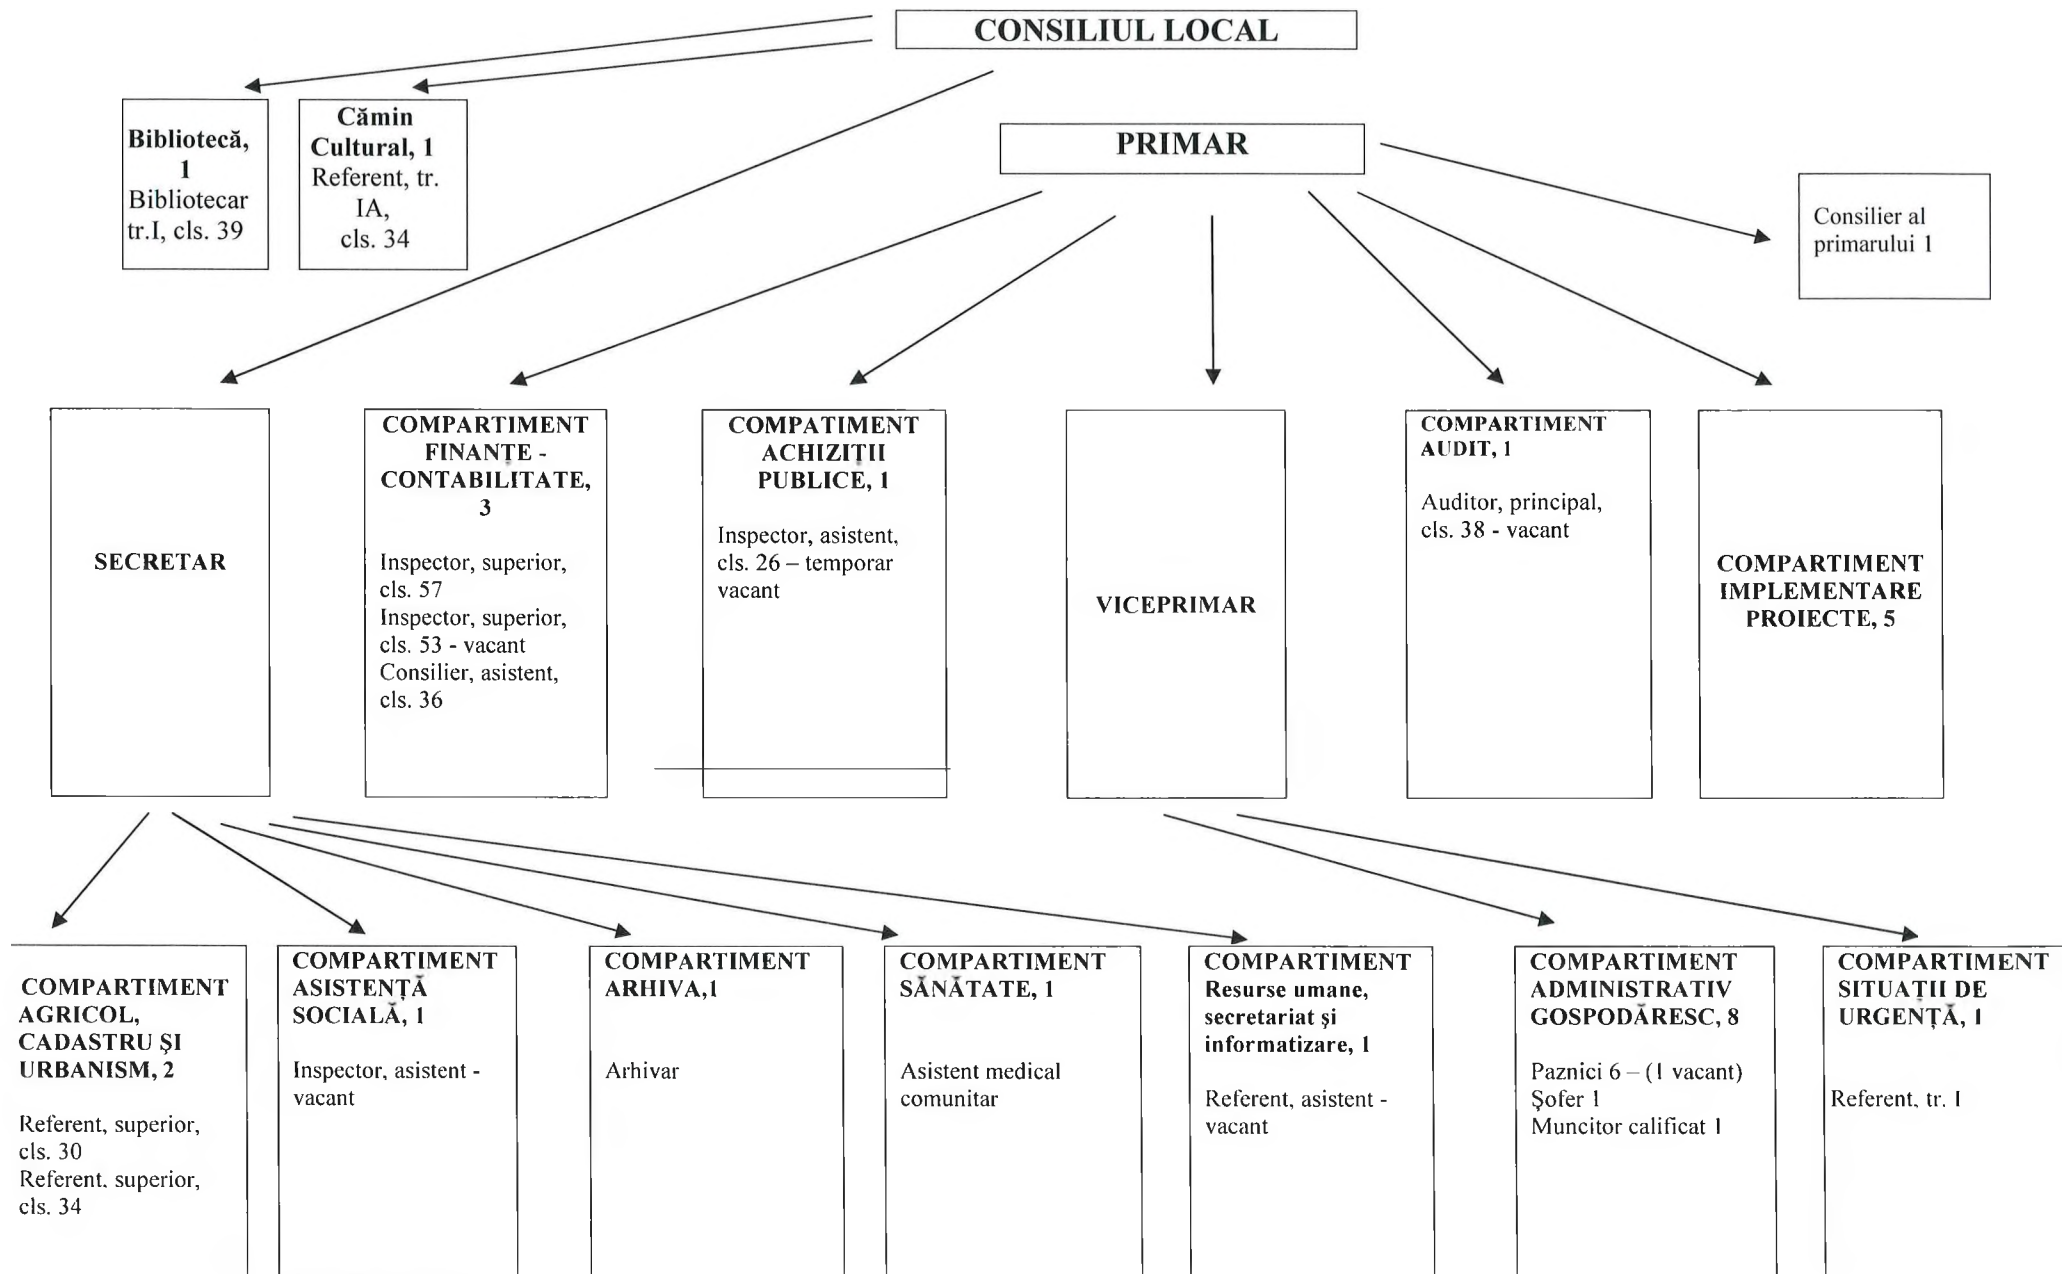 CONSILIUL LOCAL
Bibliotecă,
1
Bibliotecar
tr.I, cls. 39
Cămin
Cultural, 1
Referent, tr.
IA,
cls. 34
PRIMAR
Consilier al
primarului 1
SECRETAR
COMPARTIMENT
FINANȚE -
CONTABILITATE,
3
Inspector, superior,
cls. 57
Inspector, superior,
cls. 53 - vacant
Consilier, asistent,
cls. 36
COMPATIMENT
ACHIZIȚII
PUBLICE, 1
Inspector, asistent,
cls. 26 – temporar
vacant
VICEPRIMAR
COMPARTIMENT
AUDIT, 1
Auditor, principal,
cls. 38 - vacant
COMPARTIMENT
IMPLEMENTARE
PROIECTE, 5
COMPARTIMENT
AGRICOL,
CADASTRU ŞI
URBANISM, 2
Referent, superior,
cls. 30
Referent, superior,
cls. 34
COMPARTIMENT
ASISTENȚĂ
SOCIALĂ, 1
Inspector, asistent -
vacant
COMPARTIMENT
ARHIVA,1
Arhivar
COMPARTIMENT
SĂNĂTATE, 1
Asistent medical
comunitar
COMPARTIMENT
Resurse umane,
secretariat şi
informatizare, 1
Referent, asistent -
vacant
COMPARTIMENT
ADMINISTRATIV
GOSPODĂRESC, 8
Paznici 6 – (1 vacant)
Şofer 1
Muncitor calificat 1
COMPARTIMENT
SITUAȚII DE
URGENȚĂ, 1
Referent, tr. I